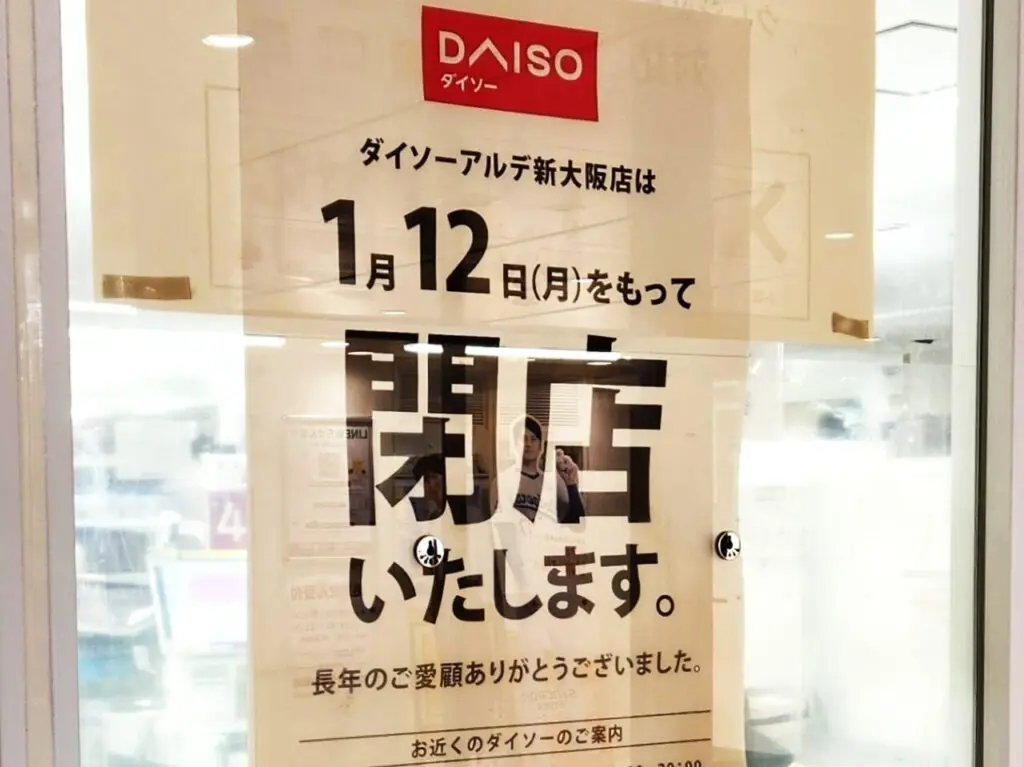 DAISO
ダイソー
ダイソーアルデ新大阪店は
1月12日(月)をもって
閉店
いたします。
長年のご愛顧ありがとうございました。
お近くのダイソーのご案内
4
LINE